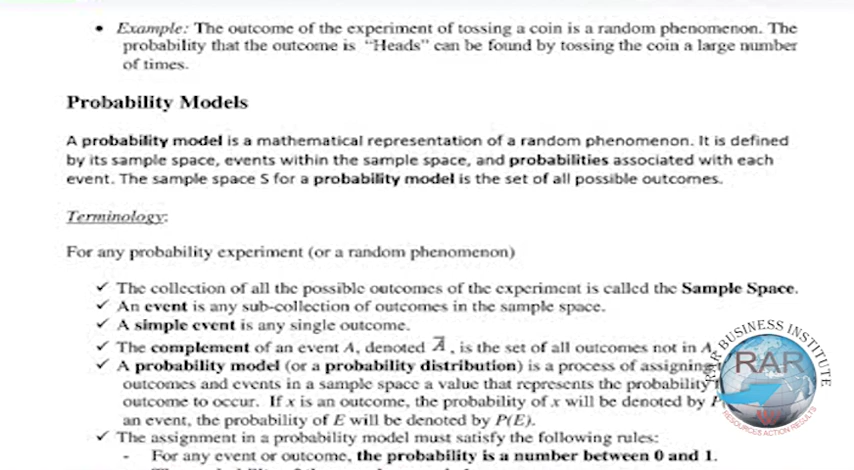 • Example: The outcome of the experiment of tossing a coin is a random phenomenon. The
probability that the outcome is “Heads” can be found by tossing the coin a large number
of times.
Probability Models
A probability model is a mathematical representation of a random phenomenon. It is defined
by its sample space, events within the sample space, and probabilities associated with each
event. The sample space S for a probability model is the set of all possible outcomes.
Terminology:
For any probability experiment (or a random phenomenon)
✓ The collection of all the possible outcomes of the experiment is called the Sample Space.
✓ An event is any sub-collection of outcomes in the sample space.
✓ A simple event is any single outcome.
✓ The complement of an event A, denoted A̅, is the set of all outcomes not in A.
✓ A probability model (or a probability distribution) is a process of assigning
outcomes and events in a sample space a value that represents the probability
outcome to occur. If x is an outcome, the probability of x will be denoted by
an event, the probability of E will be denoted by P(E).
✓ The assignment in a probability model must satisfy the following rules:
- For any event or outcome, the probability is a number between 0 and 1.
RAR BUSINESS INSTITUTE
RAR
RESOURCES ACTION RESULTS